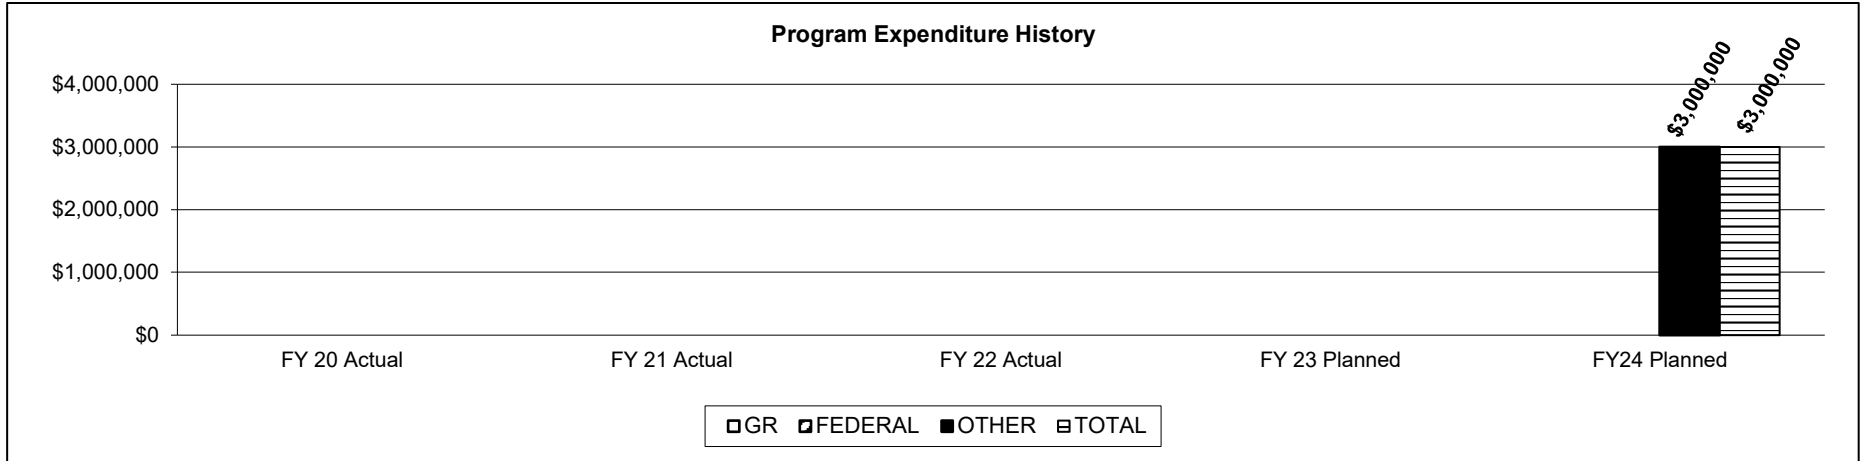 Program Expenditure History
$3,000,000
$3,000,000
$4,000,000
$3,000,000
$2,000,000
$1,000,000
$0
FY 20 Actual
FY 21 Actual
FY 22 Actual
FY 23 Planned
FY24 Planned
GR FEDERAL OTHER TOTAL